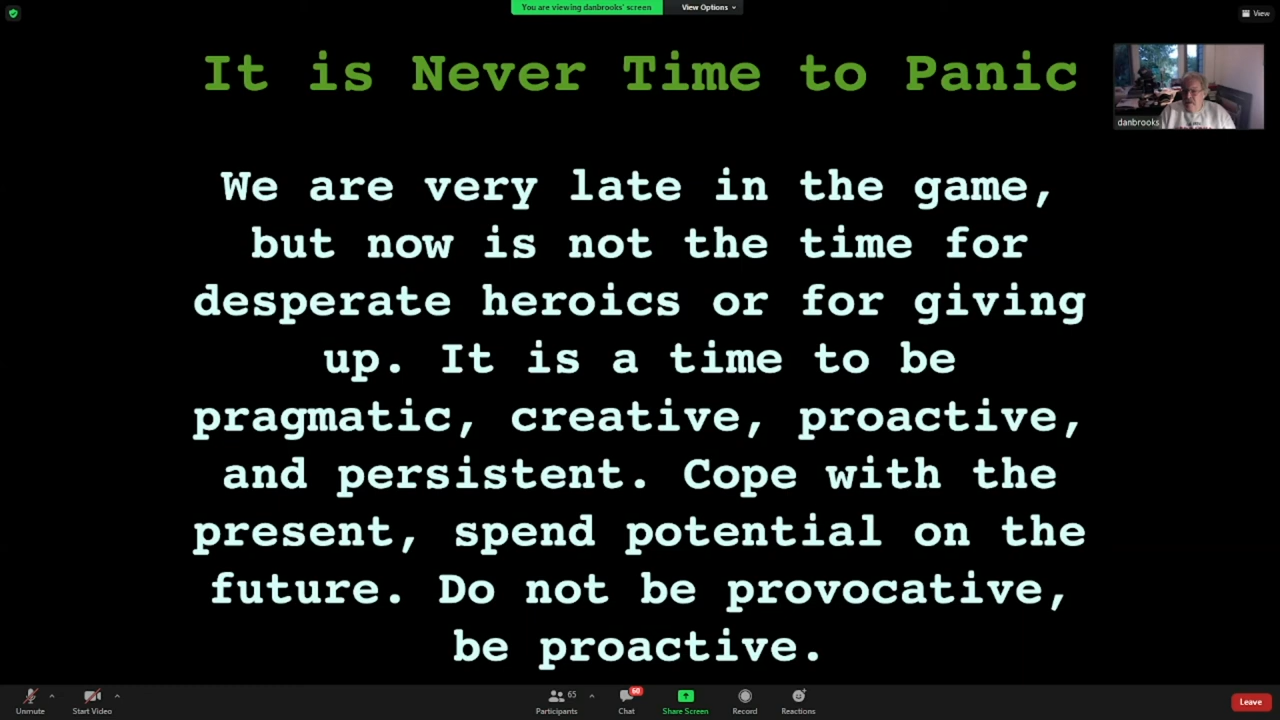 You are viewing danbrooks' screen
View Options
View
It is Never Time to Panic
danbrooks
We are very late in the game,
but now is not the time for
desperate heroics or for giving
up. It is a time to be
pragmatic, creative, proactive,
and persistent. Cope with the
present, spend potential on the
future. Do not be provocative,
be proactive.
Unmute
Start Video
65
Participants
68
Chat
Share Screen
Record
Reactions
Leave